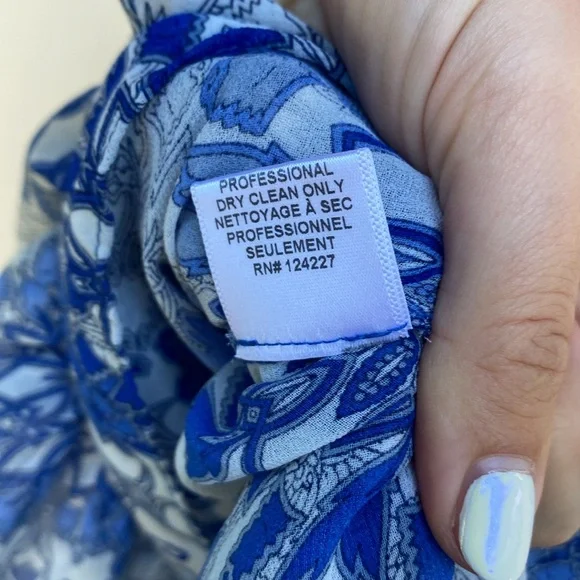 PROFESSIONAL
DRY CLEAN ONLY
NETTOYAGE À SEC
PROFESSIONNEL
SEULEMENT
RN# 124227